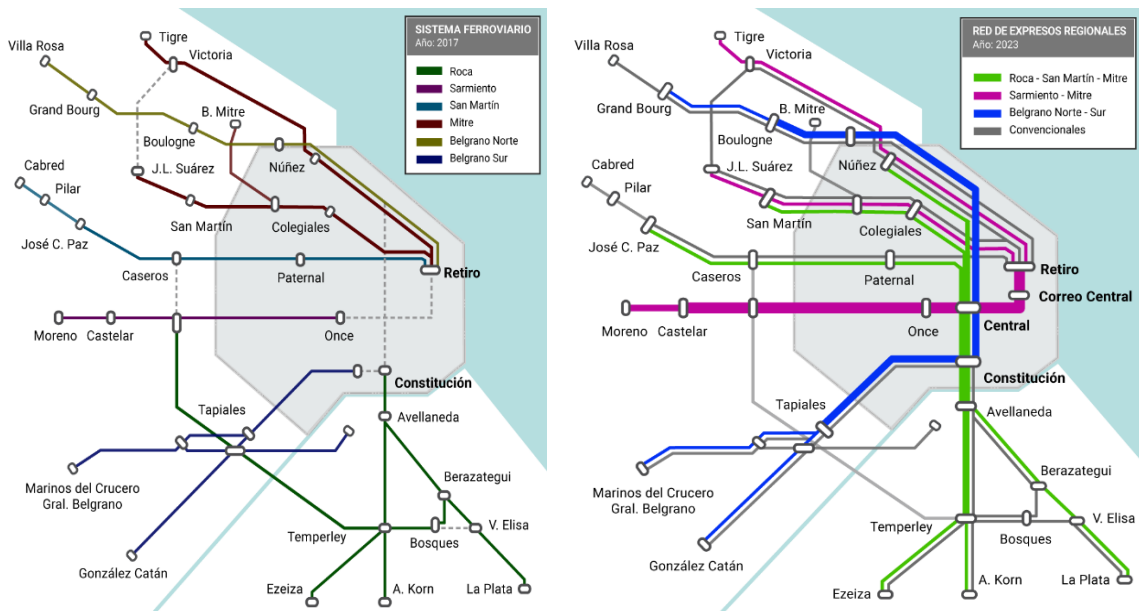 SISTEMA FERROVIARIO
Año: 2017
Roca
Sarmiento
San Martín
Mitre
Belgrano Norte
Belgrano Sur
Tigre
Villa Rosa
Victoria
Grand Bourg
B. Mitre
Boulogne
Núñez
Cabred
J.L. Suárez
Pilar
San Martín
Colegiales
José C. Paz
Caseros
Paternal
Retiro
Moreno
Castelar
Once
Constitución
Tapiales
Avellaneda
Marinos del Crucero
Gral. Belgrano
Berazategui
Temperley
Bosques
V. Elisa
González Catán
Ezeiza
A. Korn
La Plata
RED DE EXPRESOS REGIONALES
Año: 2023
Roca - San Martín - Mitre
Sarmiento - Mitre
Belgrano Norte - Sur
Convencionales
Tigre
Villa Rosa
Victoria
Grand Bourg
B. Mitre
Boulogne
Núñez
Cabred
J.L. Suárez
Pilar
San Martín
Colegiales
José C. Paz
Caseros
Paternal
Retiro
Correo Central
Moreno
Castelar
Once
Central
Constitución
Tapiales
Avellaneda
Marinos del Crucero
Gral. Belgrano
Berazategui
Temperley
Bosques
V. Elisa
González Catán
Ezeiza
A. Korn
La Plata